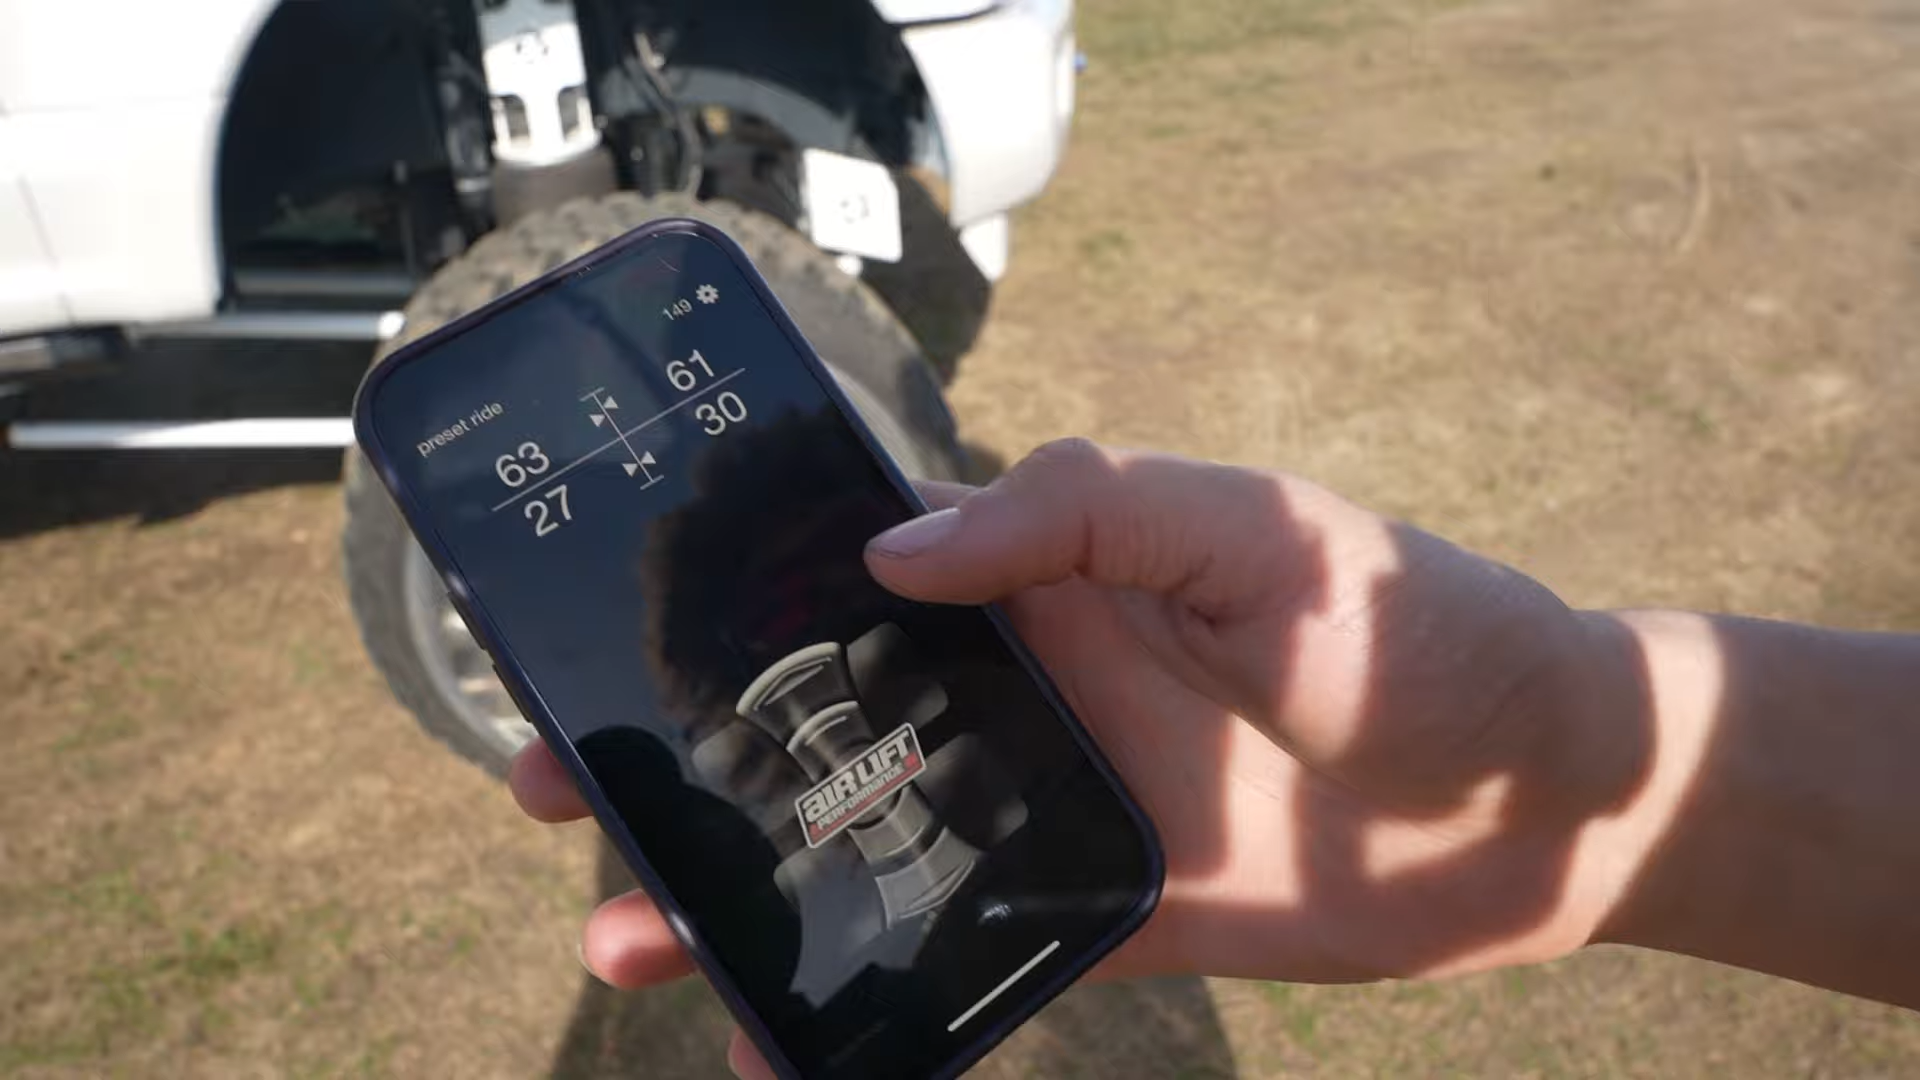 149
preset ride
63 61
27 30
AIR LIFT
PERFORMANCE